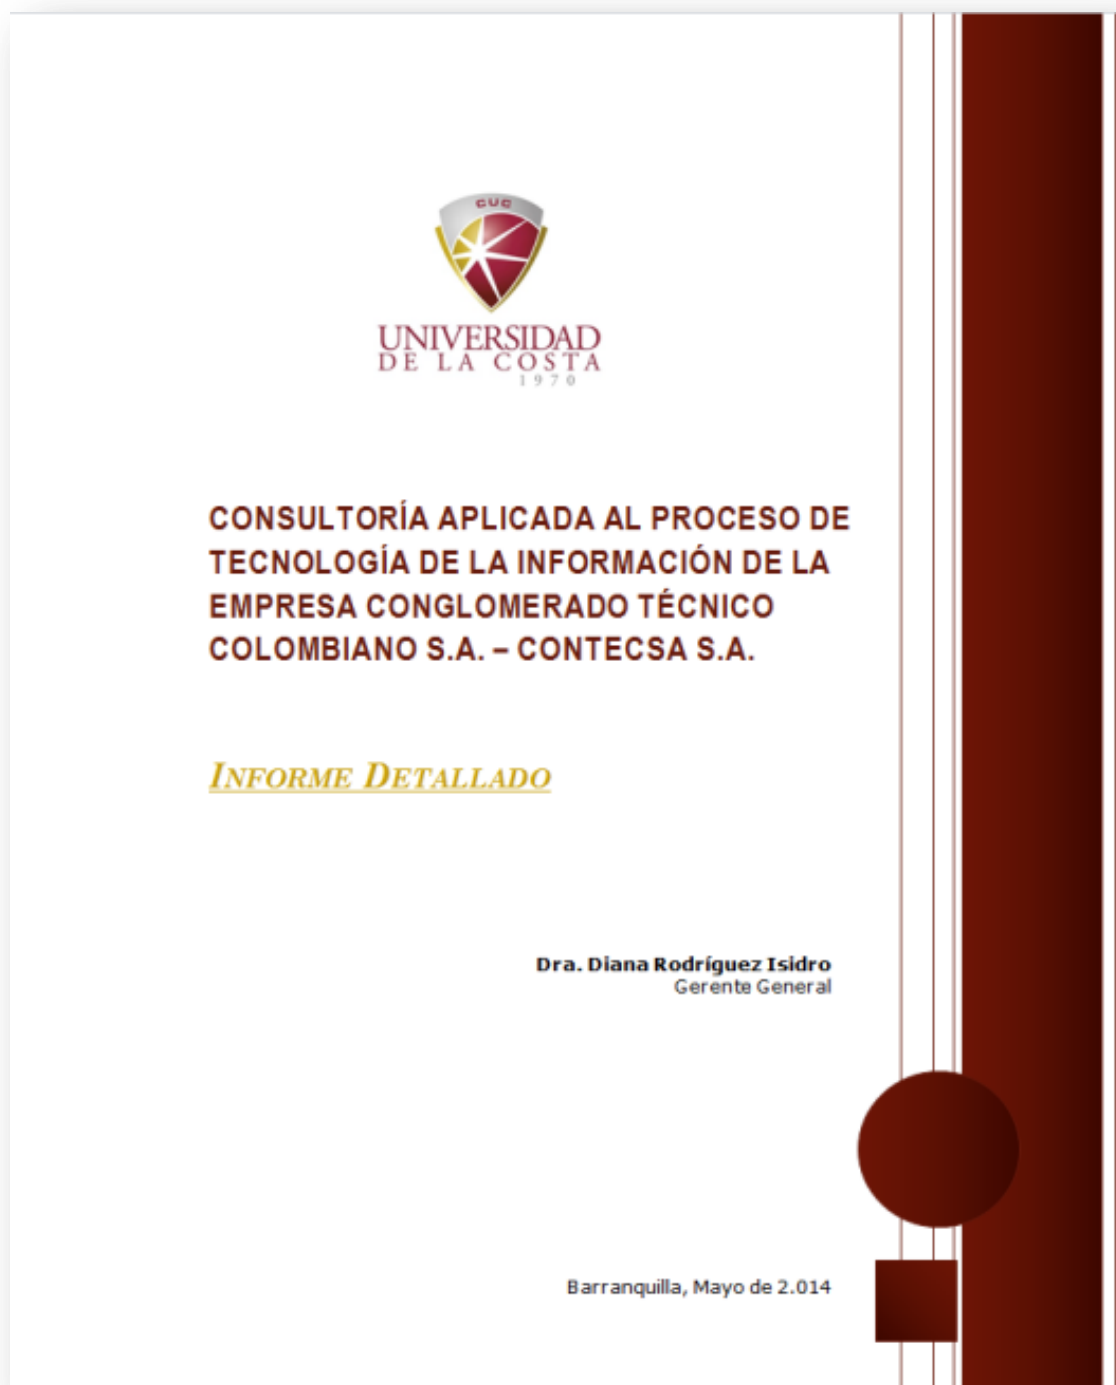 CUC
UNIVERSIDAD
DE LA COSTA
1970
CONSULTORÍA APLICADA AL PROCESO DE
TECNOLOGÍA DE LA INFORMACIÓN DE LA
EMPRESA CONGLOMERADO TÉCNICO
COLOMBIANO S.A. – CONTECSA S.A.
INFORME DETALLADO
Dra. Diana Rodríguez Isidro
Gerente General
Barranquilla, Mayo de 2.014